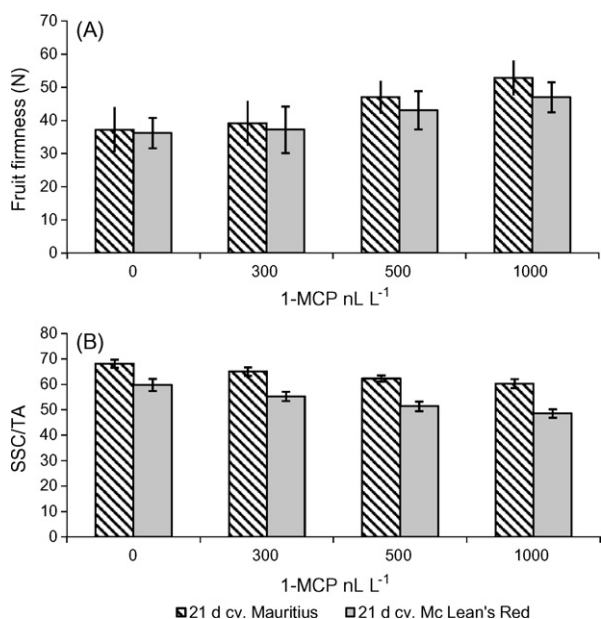 (A)
Fruit firmness (N)
70
60
50
40
30
20
10
0
0 300 500 1000
1-MCP nL L⁻¹
(B)
SSC/TA
80
70
60
50
40
30
20
10
0
0 300 500 1000
1-MCP nL L⁻¹
21 d cv. Mauritius 21 d cv. Mc Lean's Red